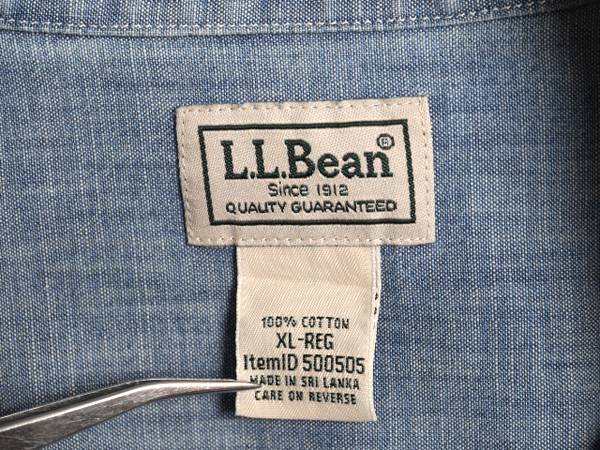 L.L.Bean®
Since 1912
QUALITY GUARANTEED
100% COTTON
XL-REG
ItemID 500505
MADE IN SRI LANKA
CARE ON REVERSE